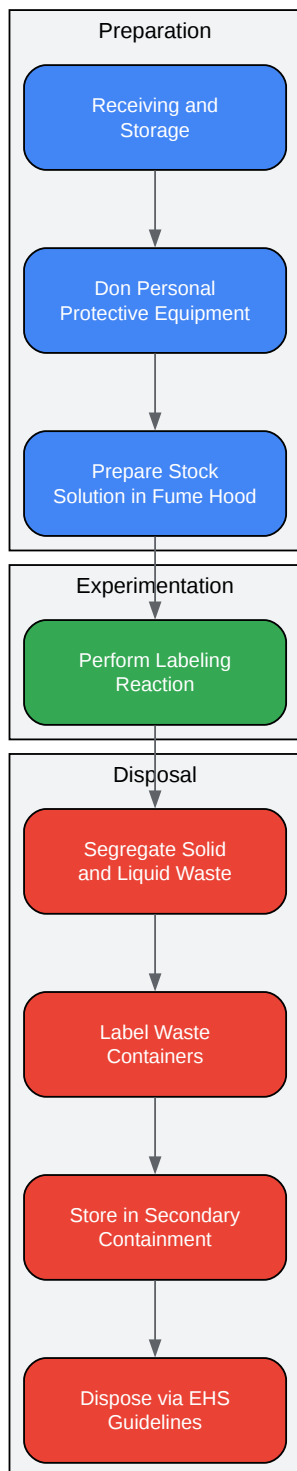 Preparation
Receiving and
Storage
Don Personal
Protective Equipment
Prepare Stock
Solution in Fume Hood
Experimentation
Perform Labeling
Reaction
Disposal
Segregate Solid
and Liquid Waste
Label Waste
Containers
Store in Secondary
Containment
Dispose via EHS
Guidelines